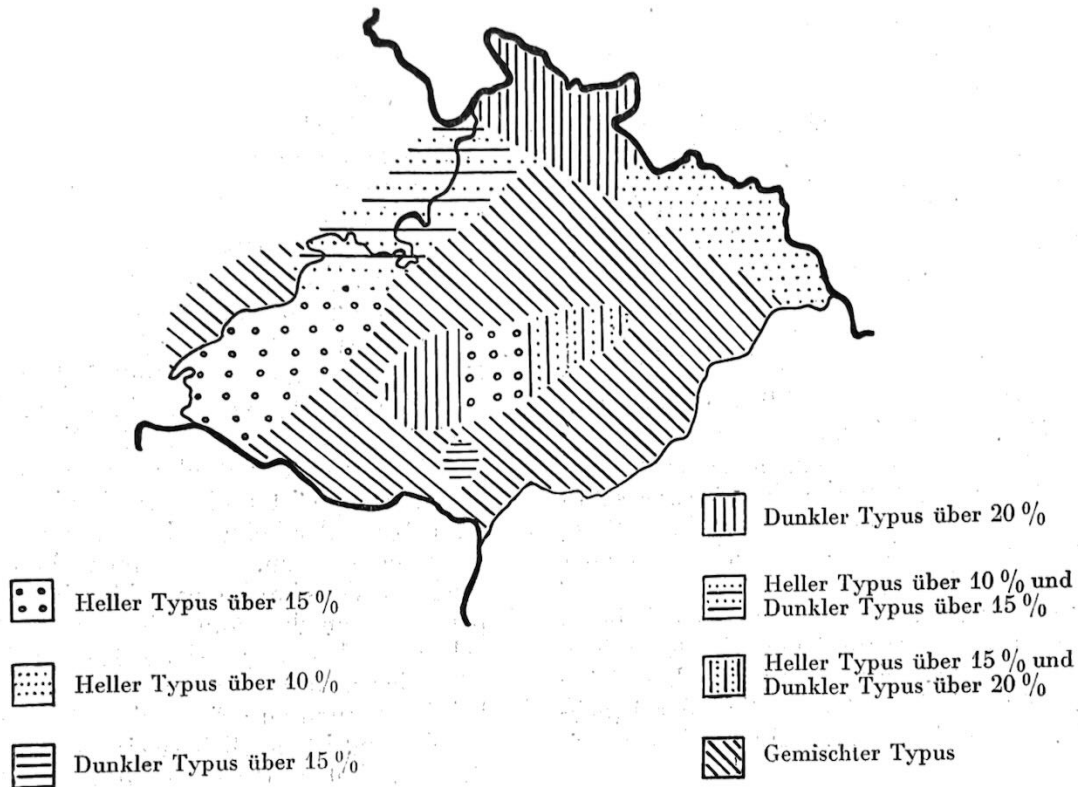 Heller Typus über 15 %
Heller Typus über 10 %
Dunkler Typus über 15 %
Dunkler Typus über 20 %
Heller Typus über 10 % und
Dunkler Typus über 15 %
Heller Typus über 15 % und
Dunkler Typus über 20 %
Gemischter Typus